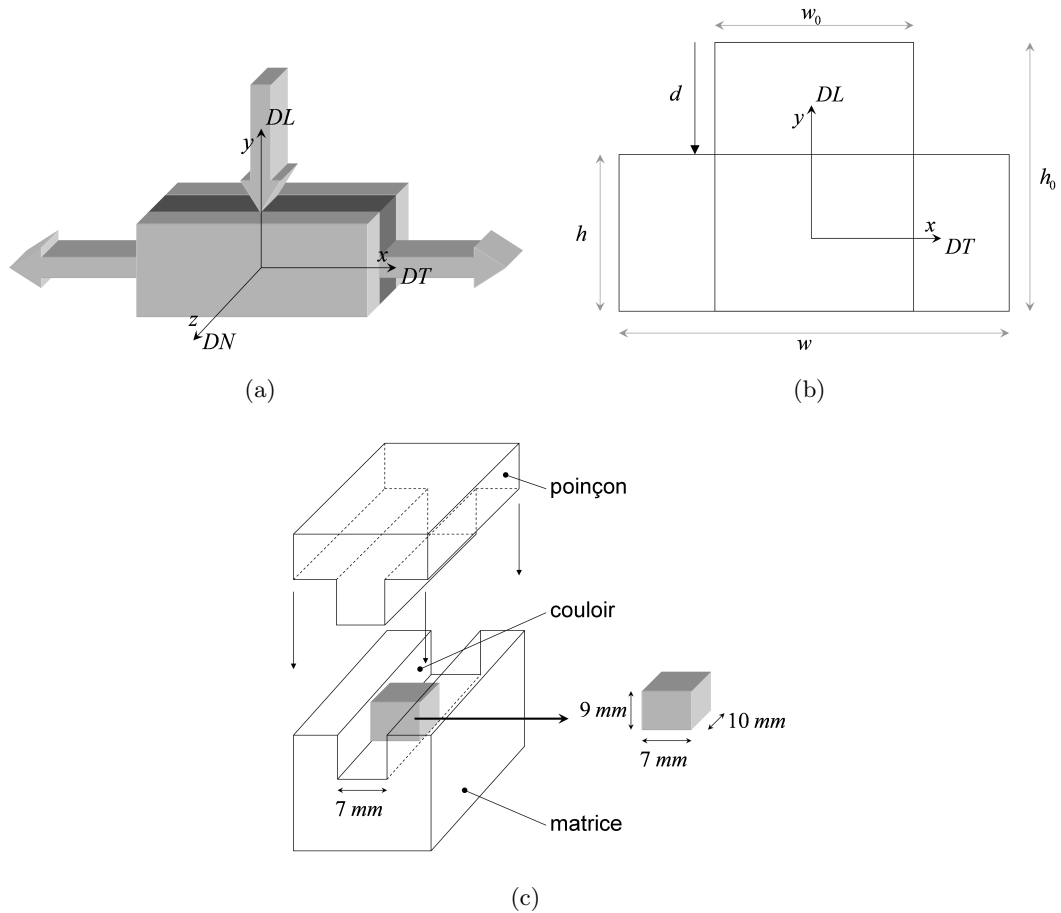 DL
y
x
DT
z
DN
(a)
w₀
d
DL
y
h₀
h
x
DT
w
(b)
poinçon
couloir
9 mm
10 mm
7 mm
7 mm
matrice
(c)